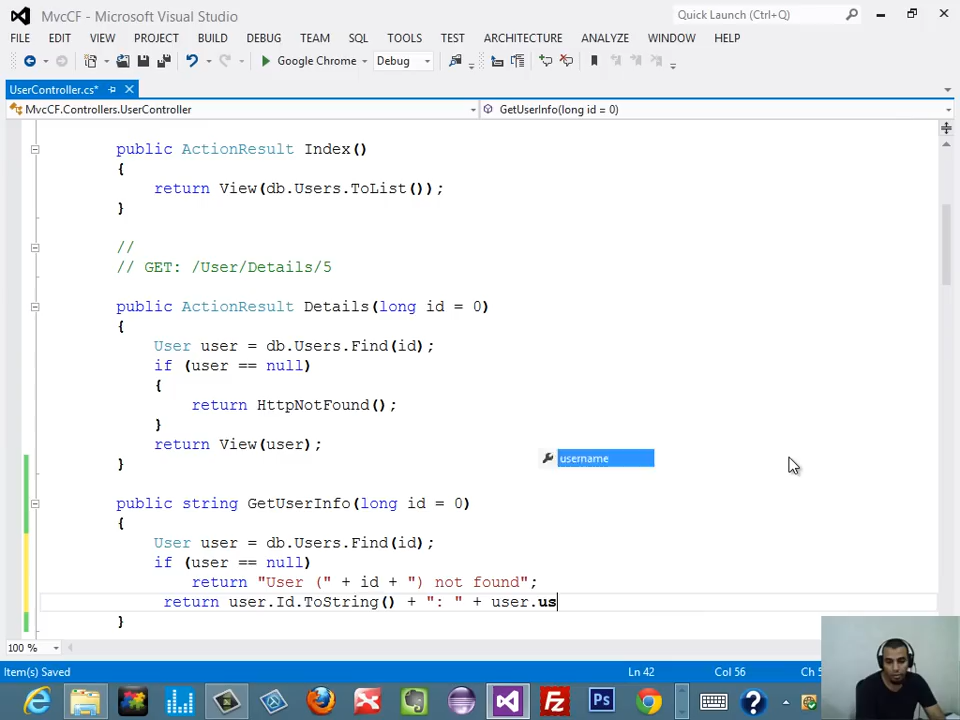 MvcCF - Microsoft Visual Studio
Quick Launch (Ctrl+Q)
FILE EDIT VIEW PROJECT BUILD DEBUG TEAM SQL TOOLS TEST ARCHITECTURE ANALYZE WINDOW HELP
Google Chrome Debug
UserController.cs*
MvcCF.Controllers.UserController GetUserInfo(long id = 0)
public ActionResult Index()
{
return View(db.Users.ToList());
}
//
// GET: /User/Details/5
public ActionResult Details(long id = 0)
{
User user = db.Users.Find(id);
if (user == null)
{
return HttpNotFound();
}
return View(user);
}
username
public string GetUserInfo(long id = 0)
{
User user = db.Users.Find(id);
if (user == null)
return "User (" + id + ") not found";
return user.Id.ToString() + ": " + user.us
}
100 %
Item(s) Saved Ln 42 Col 56 Ch 5
Ps